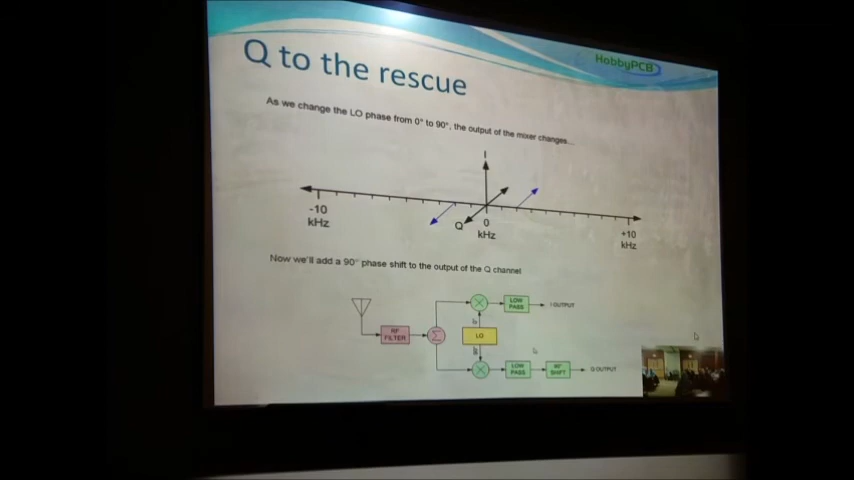 Q to the rescue
HobbyPCB
As we change the LO phase from 0° to 90°, the output of the mixer changes...
I
-10
kHz
Q
0
kHz
+10
kHz
Now we'll add a 90° phase shift to the output of the Q channel
LOW
PASS
I OUTPUT
RF
FILTER
Σ
LO
LOW
PASS
90°
SHIFT
Q OUTPUT